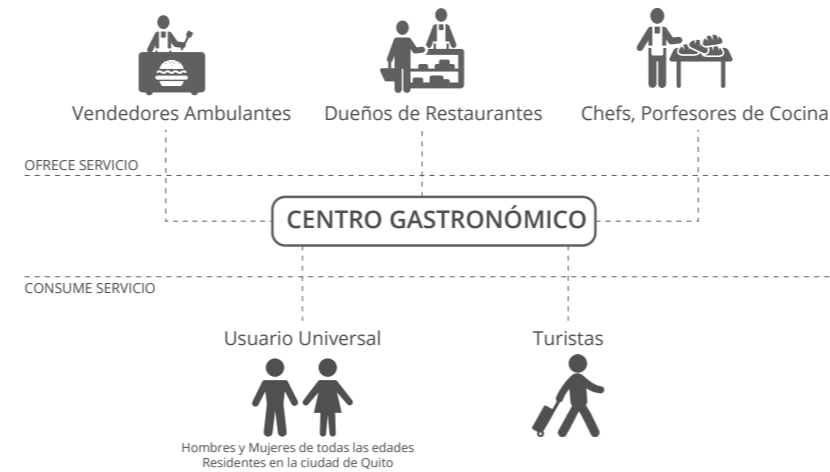 Vendedores Ambulantes
Dueños de Restaurantes
Chefs, Porfesores de Cocina
OFRECE SERVICIO
CENTRO GASTRONÓMICO
CONSUME SERVICIO
Usuario Universal
Turistas
Hombres y Mujeres de todas las edades
Residentes en la ciudad de Quito